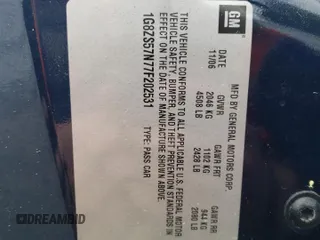 GM
MFD BY GENERAL MOTORS CORP.
DATE GVWR GAWR FRT GAWR RR
11/06 2046 KG 1102 KG 944 KG
4508 LB 2428 LB 2080 LB
THIS VEHICLE CONFORMS TO ALL APPLICABLE U.S. FEDERAL MOTOR
VEHICLE SAFETY, BUMPER, AND THEFT PREVENTION STANDARDS IN
EFFECT ON THE DATE OF MANUFACTURE SHOWN ABOVE.
1G8ZS57N77F202531 TYPE: PASS CAR
DREAMBID